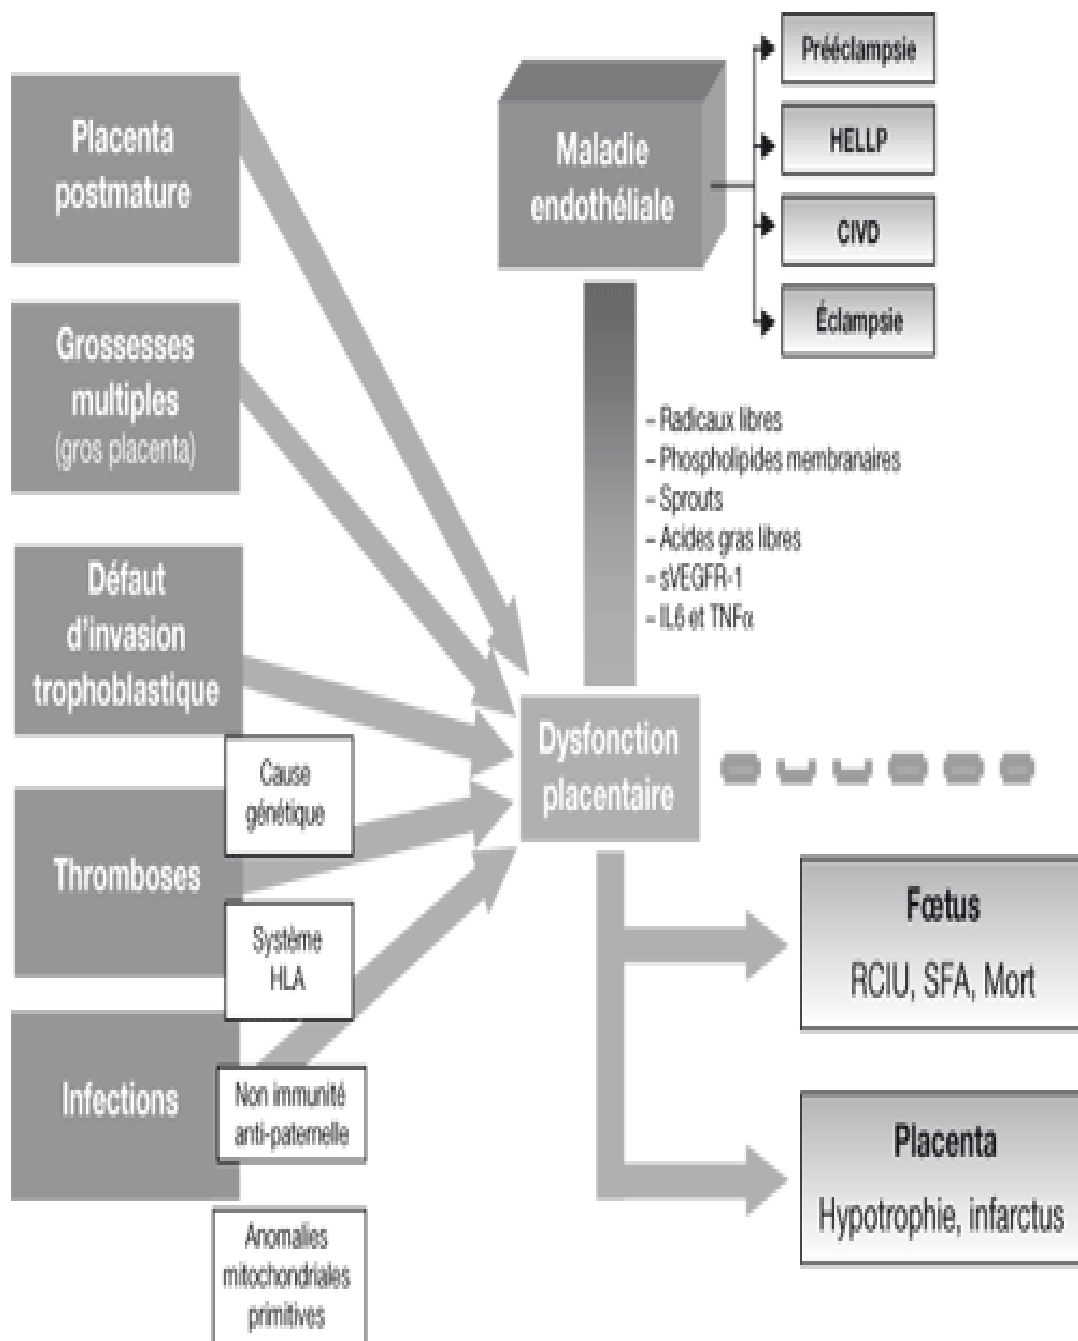 Placenta
postmature
Grossesses
multiples
(gros placenta)
Défaut
d'invasion
trophoblastique
Thromboses
Infections
Cause
génétique
Système
HLA
Non immunité
anti-paternelle
Anomalies
mitochondriales
primitives
Maladie
endothéliale
Prééclampsie
HELLP
CIVD
Éclampsie
– Radicaux libres
– Phospholipides membranaires
– Sprouts
– Acides gras libres
– sVEGFR-1
– IL6 et TNFα
Dysfonction
placentaire
Fœtus
RCIU, SFA, Mort
Placenta
Hypotrophie, infarctus